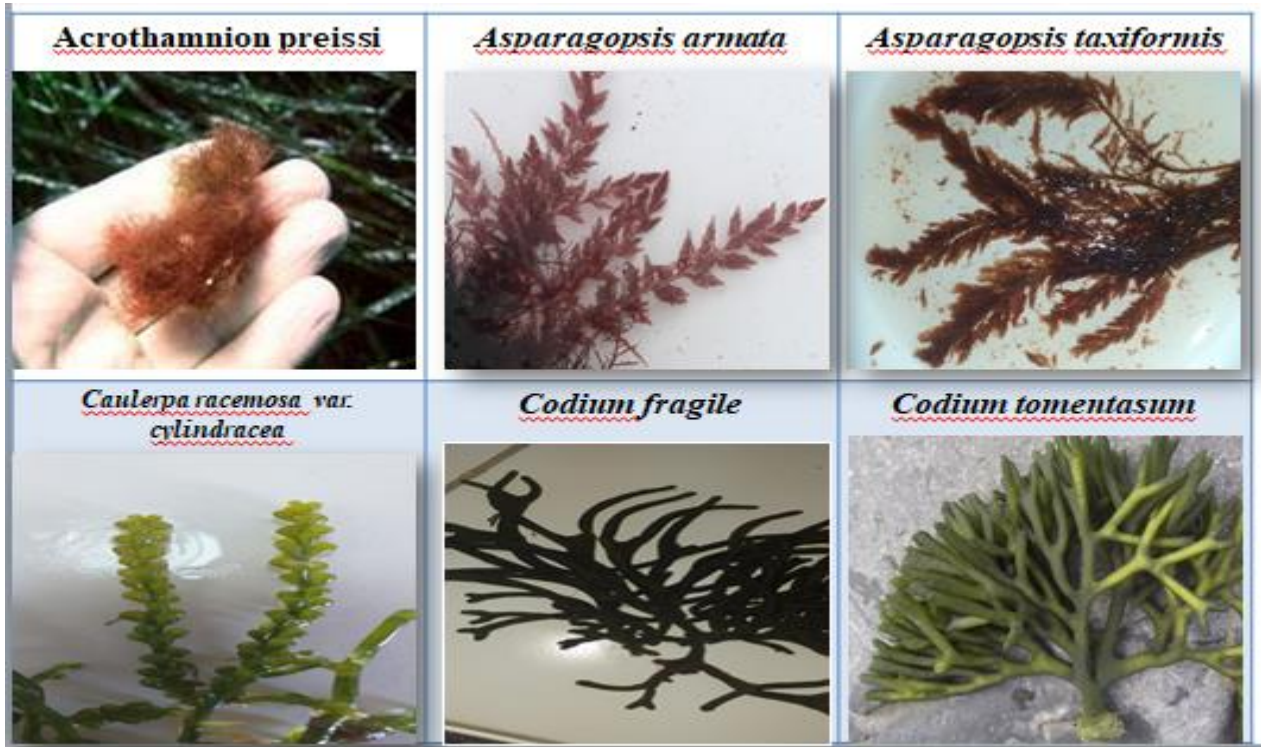 Acrothamnion preissi
Asparagopsis armata
Asparagopsis taxiformis
Caulerpa racemosa var.
cylindracea
Codium fragile
Codium tomentasum